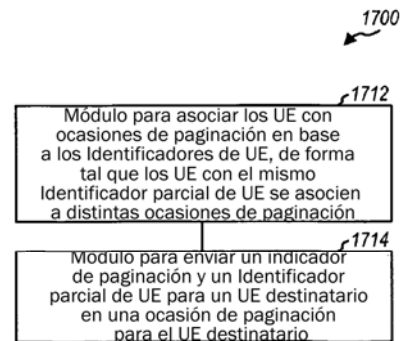 1700
1712
Módulo para asociar los UE con
ocasiones de paginación en base
a los Identificadores de UE, de forma
tal que los UE con el mismo
Identificador parcial de UE se asocien
a distintas ocasiones de paginación
1714
Módulo para enviar un indicador
de paginación y un Identificador
parcial de UE para un UE destinatario
en una ocasión de paginación
para el UE destinatario